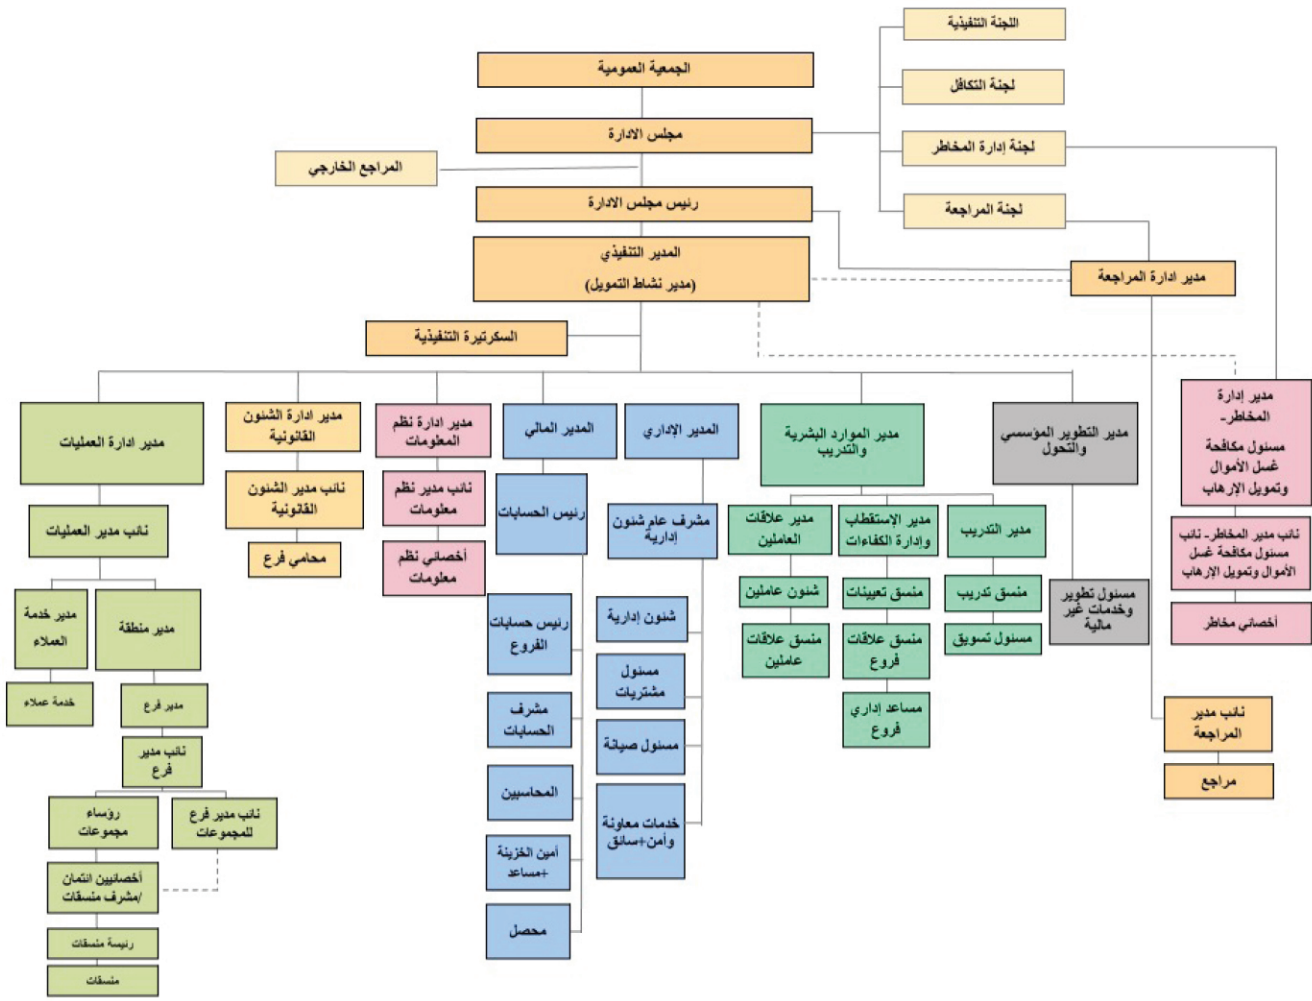 اللجنة التنفيذية
الجمعية العمومية
لجنة التكافل
مجلس الادارة
لجنة إدارة المخاطر
المراجع الخارجي
رئيس مجلس الادارة
لجنة المراجعة
المدير التنفيذي
(مدير نشاط التمويل)
مدير ادارة المراجعة
السكرتيرة التنفيذية
مدير إدارة
المخاطر-
مسئول مكافحة
غسل الأموال
وتمويل الإرهاب
نائب مدير المخاطر- نائب
مسئول مكافحة غسل
الأموال وتمويل الإرهاب
أخصائي مخاطر
مدير التطوير المؤسسي
والتحول
مسئول تطوير
وخدمات غير
مالية
نائب مدير
المراجعة
مراجع
مدير الموارد البشرية
والتدريب
مدير التدريب
منسق تدريب
مسئول تسويق
مدير الإستقطاب
وإدارة الكفاءات
منسق تعيينات
منسق علاقات
فروع
مساعد إداري
فروع
مدير علاقات
العاملين
شئون عاملين
منسق علاقات
عاملين
المدير الإداري
مشرف عام شئون
إدارية
شئون إدارية
مسئول
مشتريات
مسئول صيانة
خدمات معاونة
وأمن+سائق
المدير المالي
رئيس الحسابات
رئيس حسابات
الفروع
مشرف
الحسابات
المحاسبين
أمين الخزينة
+مساعد
محصل
مدير ادارة نظم
المعلومات
نائب مدير نظم
معلومات
أخصائي نظم
معلومات
مدير ادارة الشئون
القانونية
نائب مدير الشئون
القانونية
محامي فرع
مدير ادارة العمليات
نائب مدير العمليات
مدير منطقة
مدير خدمة
العملاء
خدمة عملاء
مدير فرع
نائب مدير
فرع
نائب مدير فرع
للمجموعات
رؤساء
مجموعات
أخصائيين ائتمان
/مشرف منسقات
رئيسة منسقات
منسقات